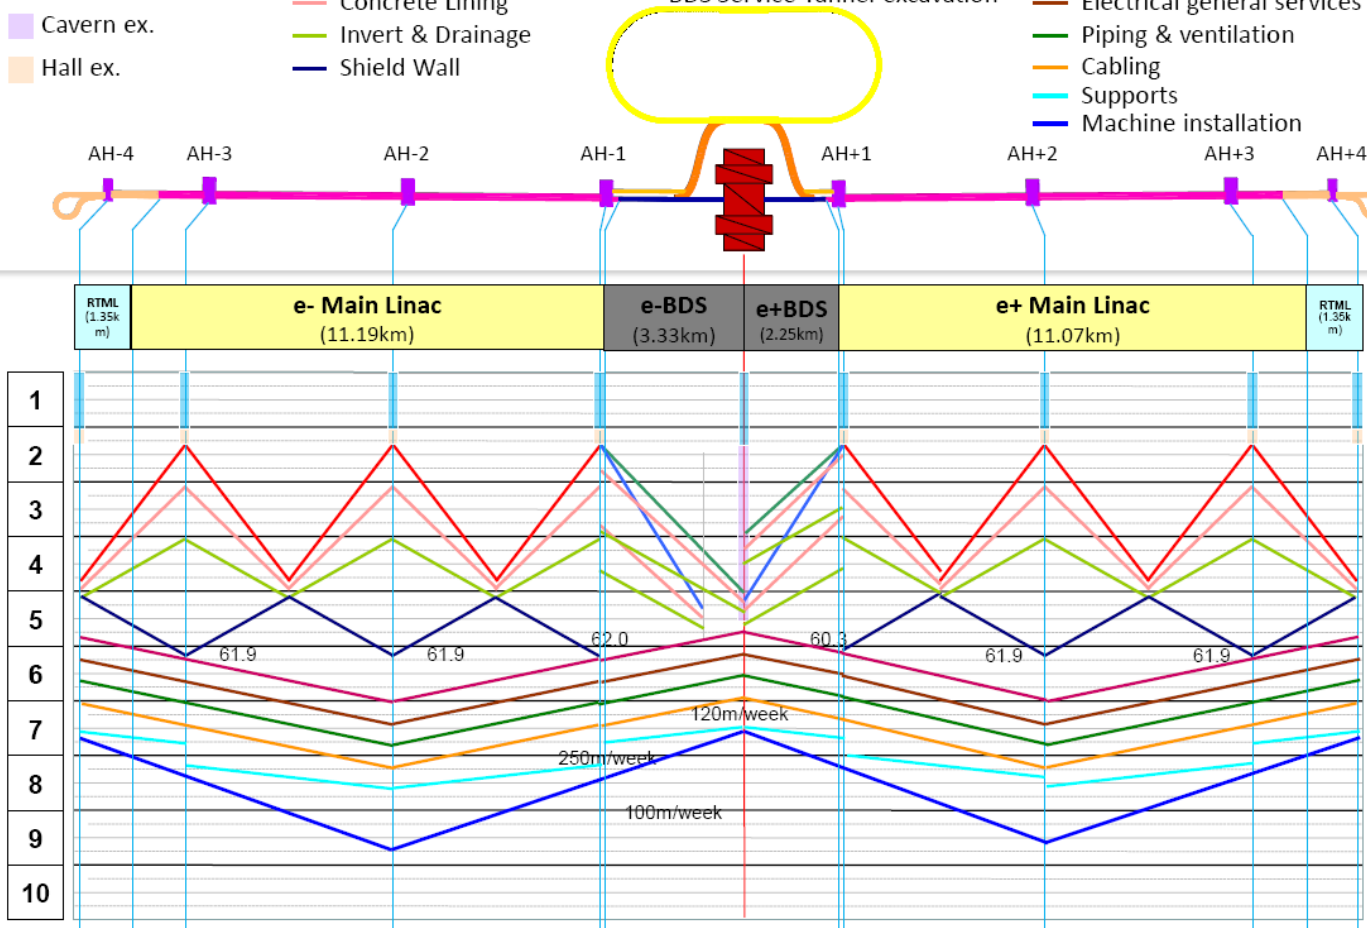 Concrete Lining
BDS Service Tunnel excavation
Electrical general services
Cavern ex.
Invert & Drainage
Piping & ventilation
Hall ex.
Shield Wall
Cabling
Supports
Machine installation
AH-4 AH-3 AH-2 AH-1 AH+1 AH+2 AH+3 AH+4
RTML
(1.35k
m)
e- Main Linac
(11.19km)
e-BDS
(3.33km)
e+BDS
(2.25km)
e+ Main Linac
(11.07km)
RTML
(1.35k
m)
1
2
3
4
5
62.0 60.3
61.9 61.9 61.9 61.9
6
120m/week
7
250m/week
8
100m/week
9
10